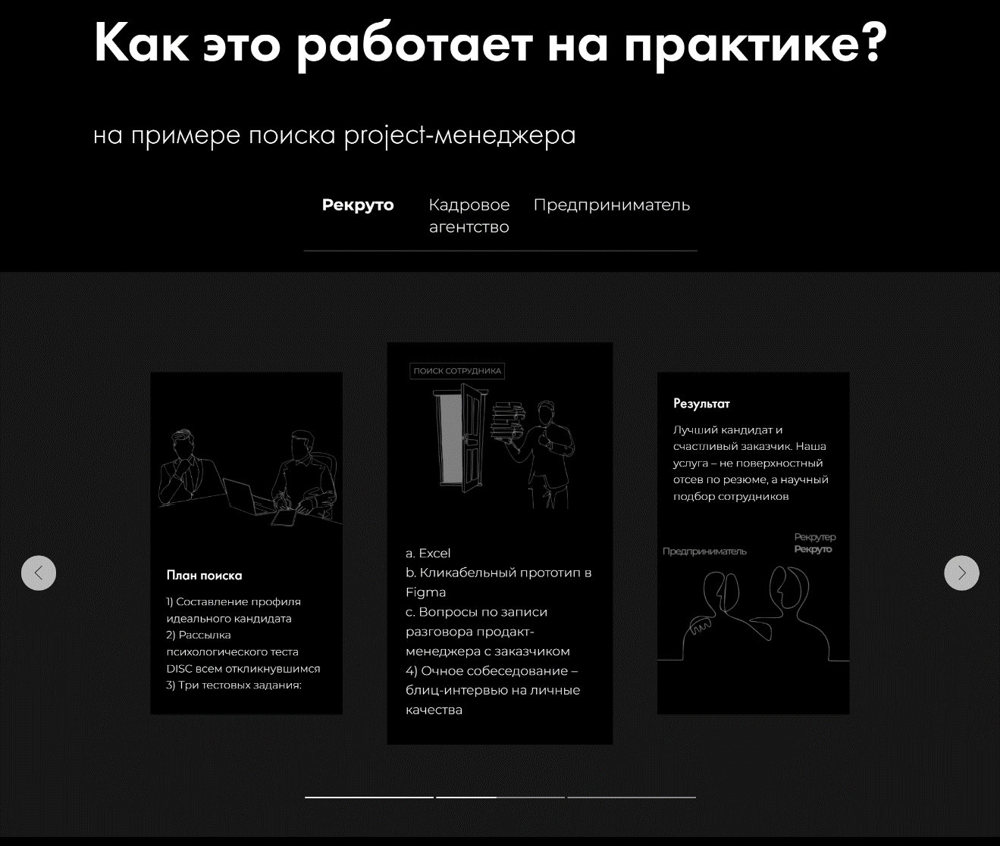 Как это работает на практике?
на примере поиска project-менеджера
Рекруто
Кадровое
агентство
Предприниматель
План поиска
1) Составление профиля
идеального кандидата
2) Рассылка
психологического теста
DISC всем откликнувшимся
3) Три тестовых задания:
ПОИСК СОТРУДНИКА
a. Excel
b. Кликабельный прототип в
Figma
c. Вопросы по записи
разговора продакт-
менеджера с заказчиком
4) Очное собеседование –
блиц-интервью на личные
качества
Результат
Лучший кандидат и
счастливый заказчик. Наша
услуга – не поверхностный
отсев по резюме, а научный
подбор сотрудников
Предприниматель
Рекрутер
Рекруто